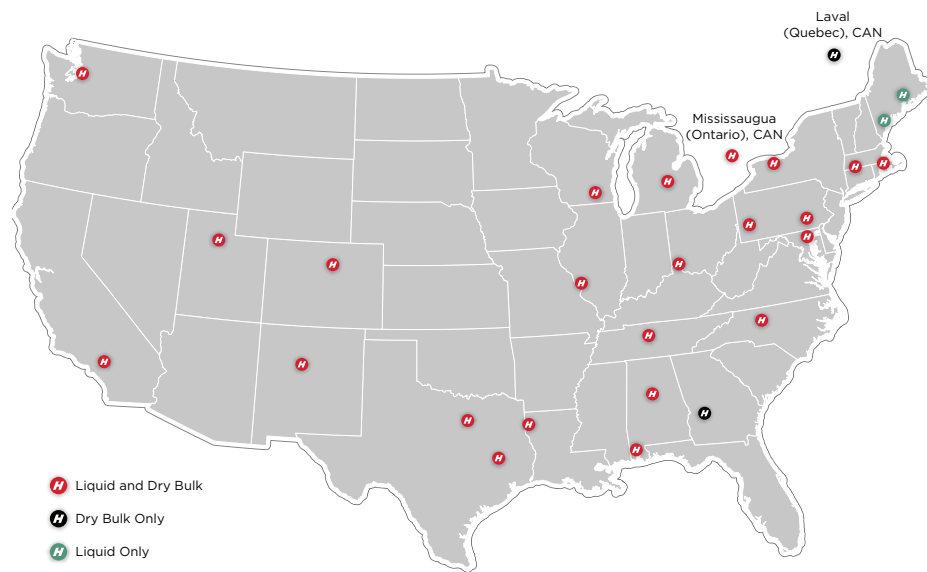 Laval
(Quebec), CAN
Mississaugua
(Ontario), CAN
Liquid and Dry Bulk
Dry Bulk Only
Liquid Only